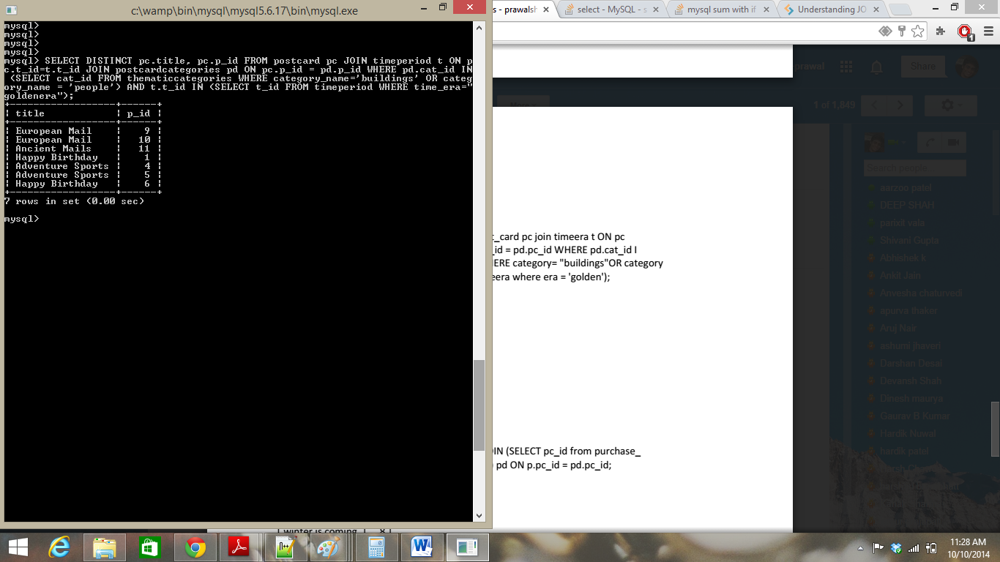 c:\wamp\bin\mysql\mysql5.6.17\bin\mysql.exe
mysql>
mysql>
mysql>
mysql>
mysql> SELECT DISTINCT pc.title, pc.p_id FROM postcard pc JOIN timeperiod t ON p
c.t_id=t.t_id JOIN postcardcategories pd ON pc.p_id = pd.p_id WHERE pd.cat_id IN
(SELECT cat_id FROM thematiccategories WHERE category_name='buildings' OR categ
ory_name = 'people') AND t.t_id IN (SELECT t_id FROM timeperiod WHERE time_era="
goldenera");
+-------------------+------+
| title | p_id |
+-------------------+------+
| European Mail | 9 |
| European Mail | 10 |
| Ancient Mails | 11 |
| Happy Birthday | 1 |
| Adventure Sports | 4 |
| Adventure Sports | 5 |
| Happy Birthday | 6 |
+-------------------+------+
7 rows in set (0.00 sec)
mysql>
s - prawalsh
select - MySQL - s
mysql sum with if
Understanding JO
1
prawal
Share
1 of 1,849
t_card pc join timeera t ON pc
_id = pd.pc_id WHERE pd.cat_id I
HERE category= "buildings"OR category
eera where era = 'golden');
OIN (SELECT pc_id from purchase_
pd ON p.pc_id = pd.pc_id;
| winter is coming | 8 |
Search people...
aarzoo patel
DEEP SHAH
parixit vala
Shivani Gupta
Abhishek k
Ankit Jain
Anvesha chaturvedi
apurva thaker
Aruj Nair
ashumi jhaveri
Darshan Desai
Devansh Shah
Dinesh maurya
Gaurav B Kumar
Hardik Nuwal
hardik patel
11:28 AM
10/10/2014